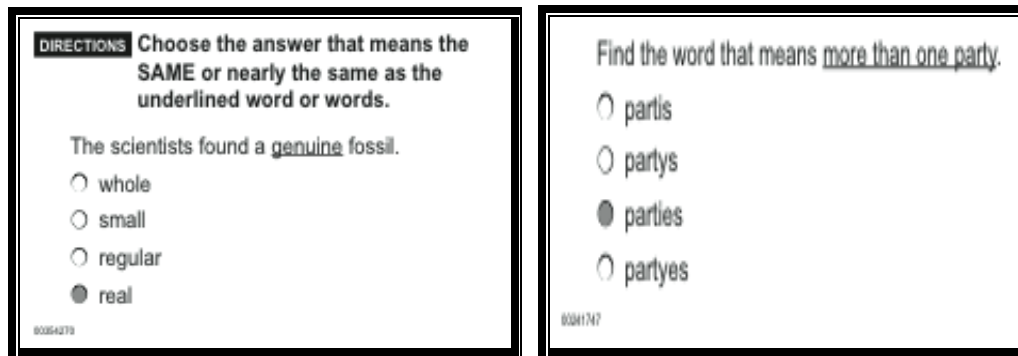 DIRECTIONS Choose the answer that means the
SAME or nearly the same as the
underlined word or words.
The scientists found a genuine fossil.
whole
small
regular
real
00354270
Find the word that means more than one party.
partis
partys
parties
partyes
00241747